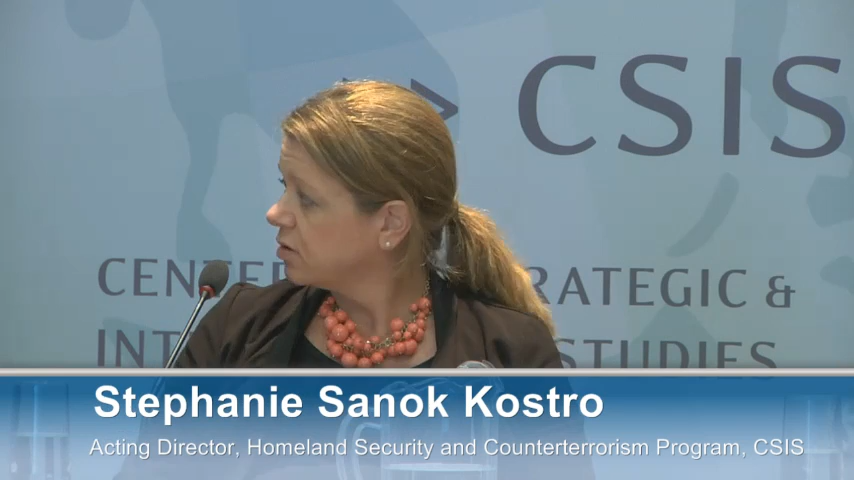 > CSIS
CENTE RATEGIC &
INT STUDIES
Stephanie Sanok Kostro
Acting Director, Homeland Security and Counterterrorism Program, CSIS